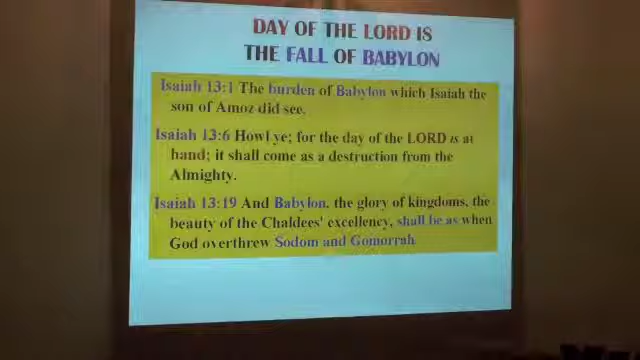 DAY OF THE LORD IS
THE FALL OF BABYLON
Isaiah 13:1 The burden of Babylon which Isaiah the
son of Amoz did see.
Isaiah 13:6 Howl ye; for the day of the LORD is at
hand; it shall come as a destruction from the
Almighty.
Isaiah 13:19 And Babylon, the glory of kingdoms, the
beauty of the Chaldees' excellency, shall be as when
God overthrew Sodom and Gomorrah